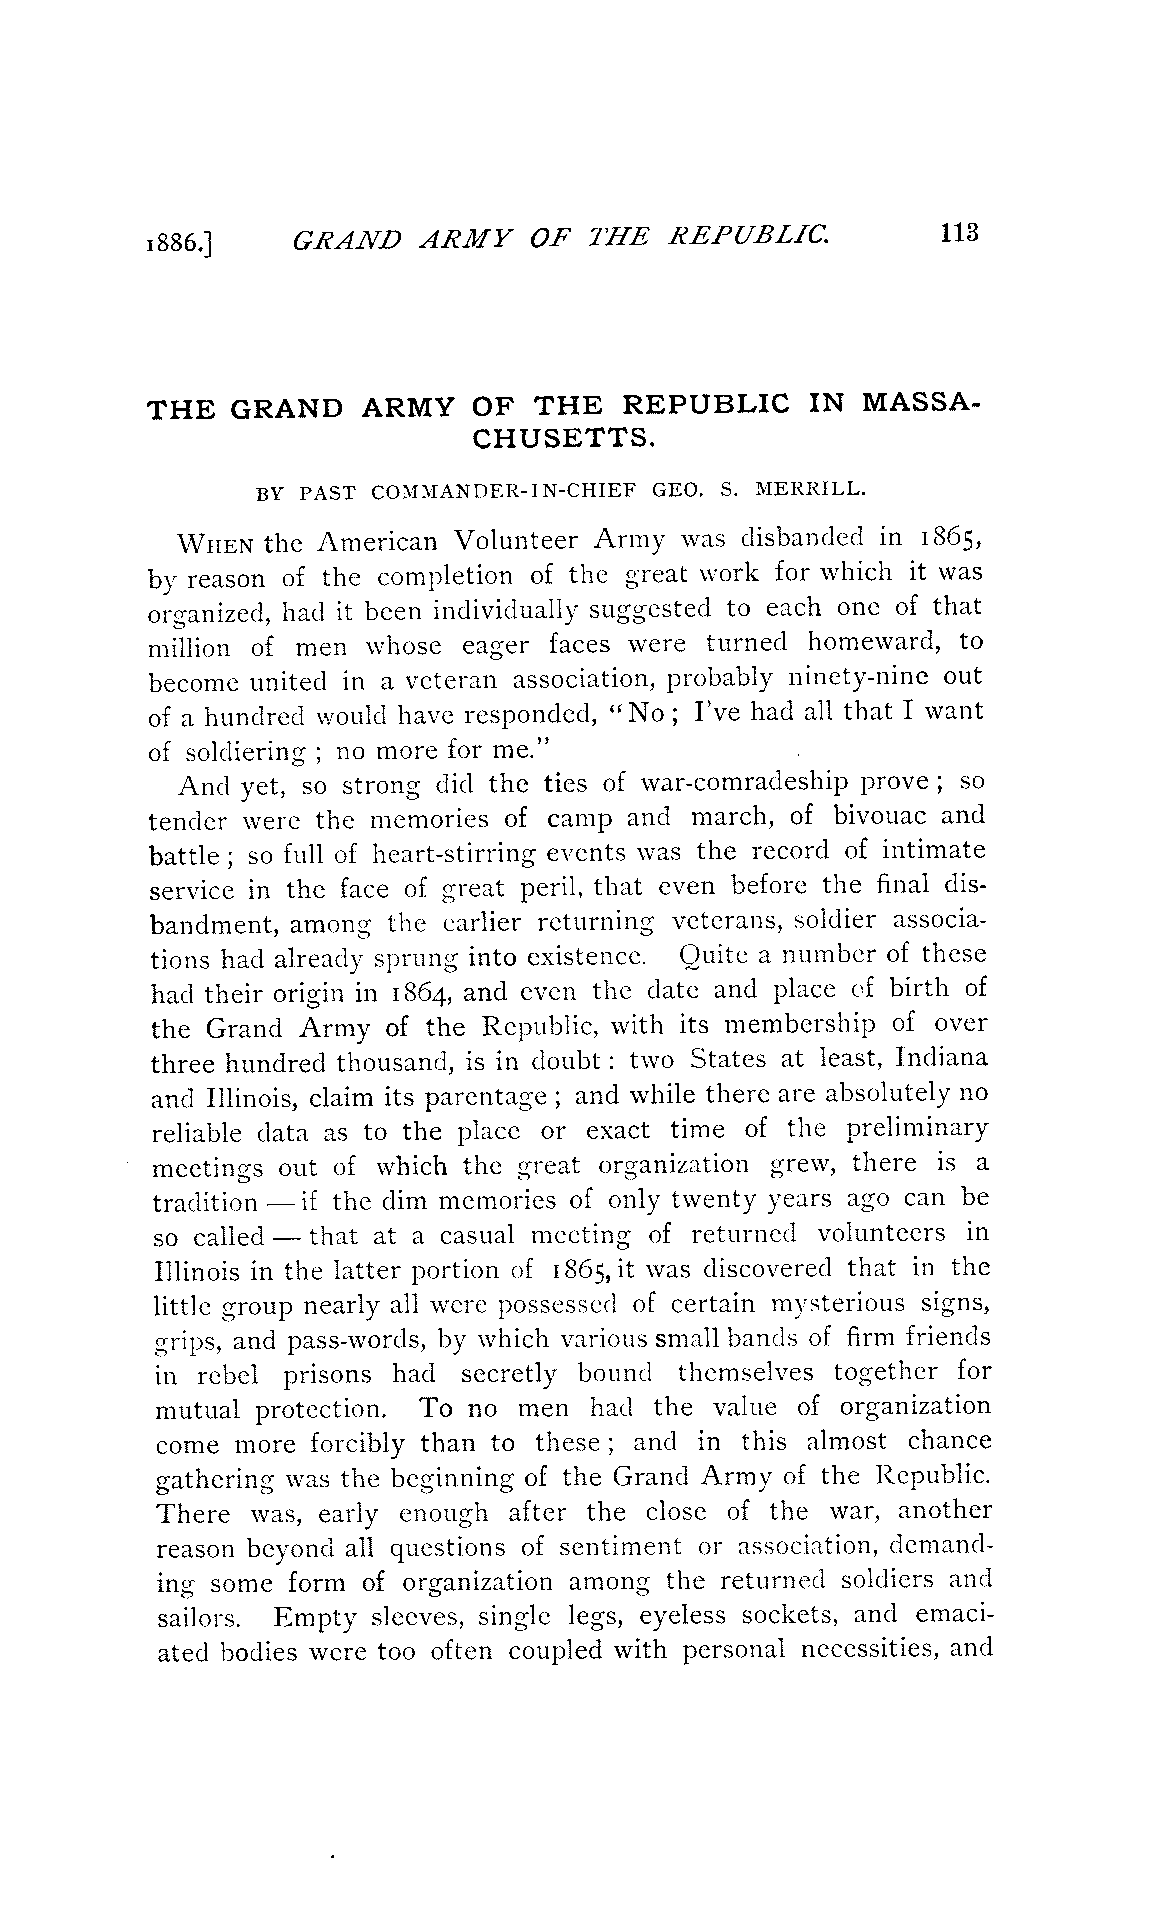 1886.] GRAND ARMY OF THE REPUBLIC. 113
THE GRAND ARMY OF THE REPUBLIC IN MASSA-
CHUSETTS.
BY PAST COMMANDER-IN-CHIEF GEO. S. MERRILL.
WHEN the American Volunteer Army was disbanded in 1865,
by reason of the completion of the great work for which it was
organized, had it been individually suggested to each one of that
million of men whose eager faces were turned homeward, to
become united in a veteran association, probably ninety-nine out
of a hundred would have responded, "No; I've had all that I want
of soldiering; no more for me."
And yet, so strong did the ties of war-comradeship prove; so
tender were the memories of camp and march, of bivouac and
battle; so full of heart-stirring events was the record of intimate
service in the face of great peril, that even before the final dis-
bandment, among the earlier returning veterans, soldier associa-
tions had already sprung into existence. Quite a number of these
had their origin in 1864, and even the date and place of birth of
the Grand Army of the Republic, with its membership of over
three hundred thousand, is in doubt: two States at least, Indiana
and Illinois, claim its parentage; and while there are absolutely no
reliable data as to the place or exact time of the preliminary
meetings out of which the great organization grew, there is a
tradition — if the dim memories of only twenty years ago can be
so called — that at a casual meeting of returned volunteers in
Illinois in the latter portion of 1865, it was discovered that in the
little group nearly all were possessed of certain mysterious signs,
grips, and pass-words, by which various small bands of firm friends
in rebel prisons had secretly bound themselves together for
mutual protection. To no men had the value of organization
come more forcibly than to these; and in this almost chance
gathering was the beginning of the Grand Army of the Republic.
There was, early enough after the close of the war, another
reason beyond all questions of sentiment or association, demand-
ing some form of organization among the returned soldiers and
sailors. Empty sleeves, single legs, eyeless sockets, and emaci-
ated bodies were too often coupled with personal necessities, and